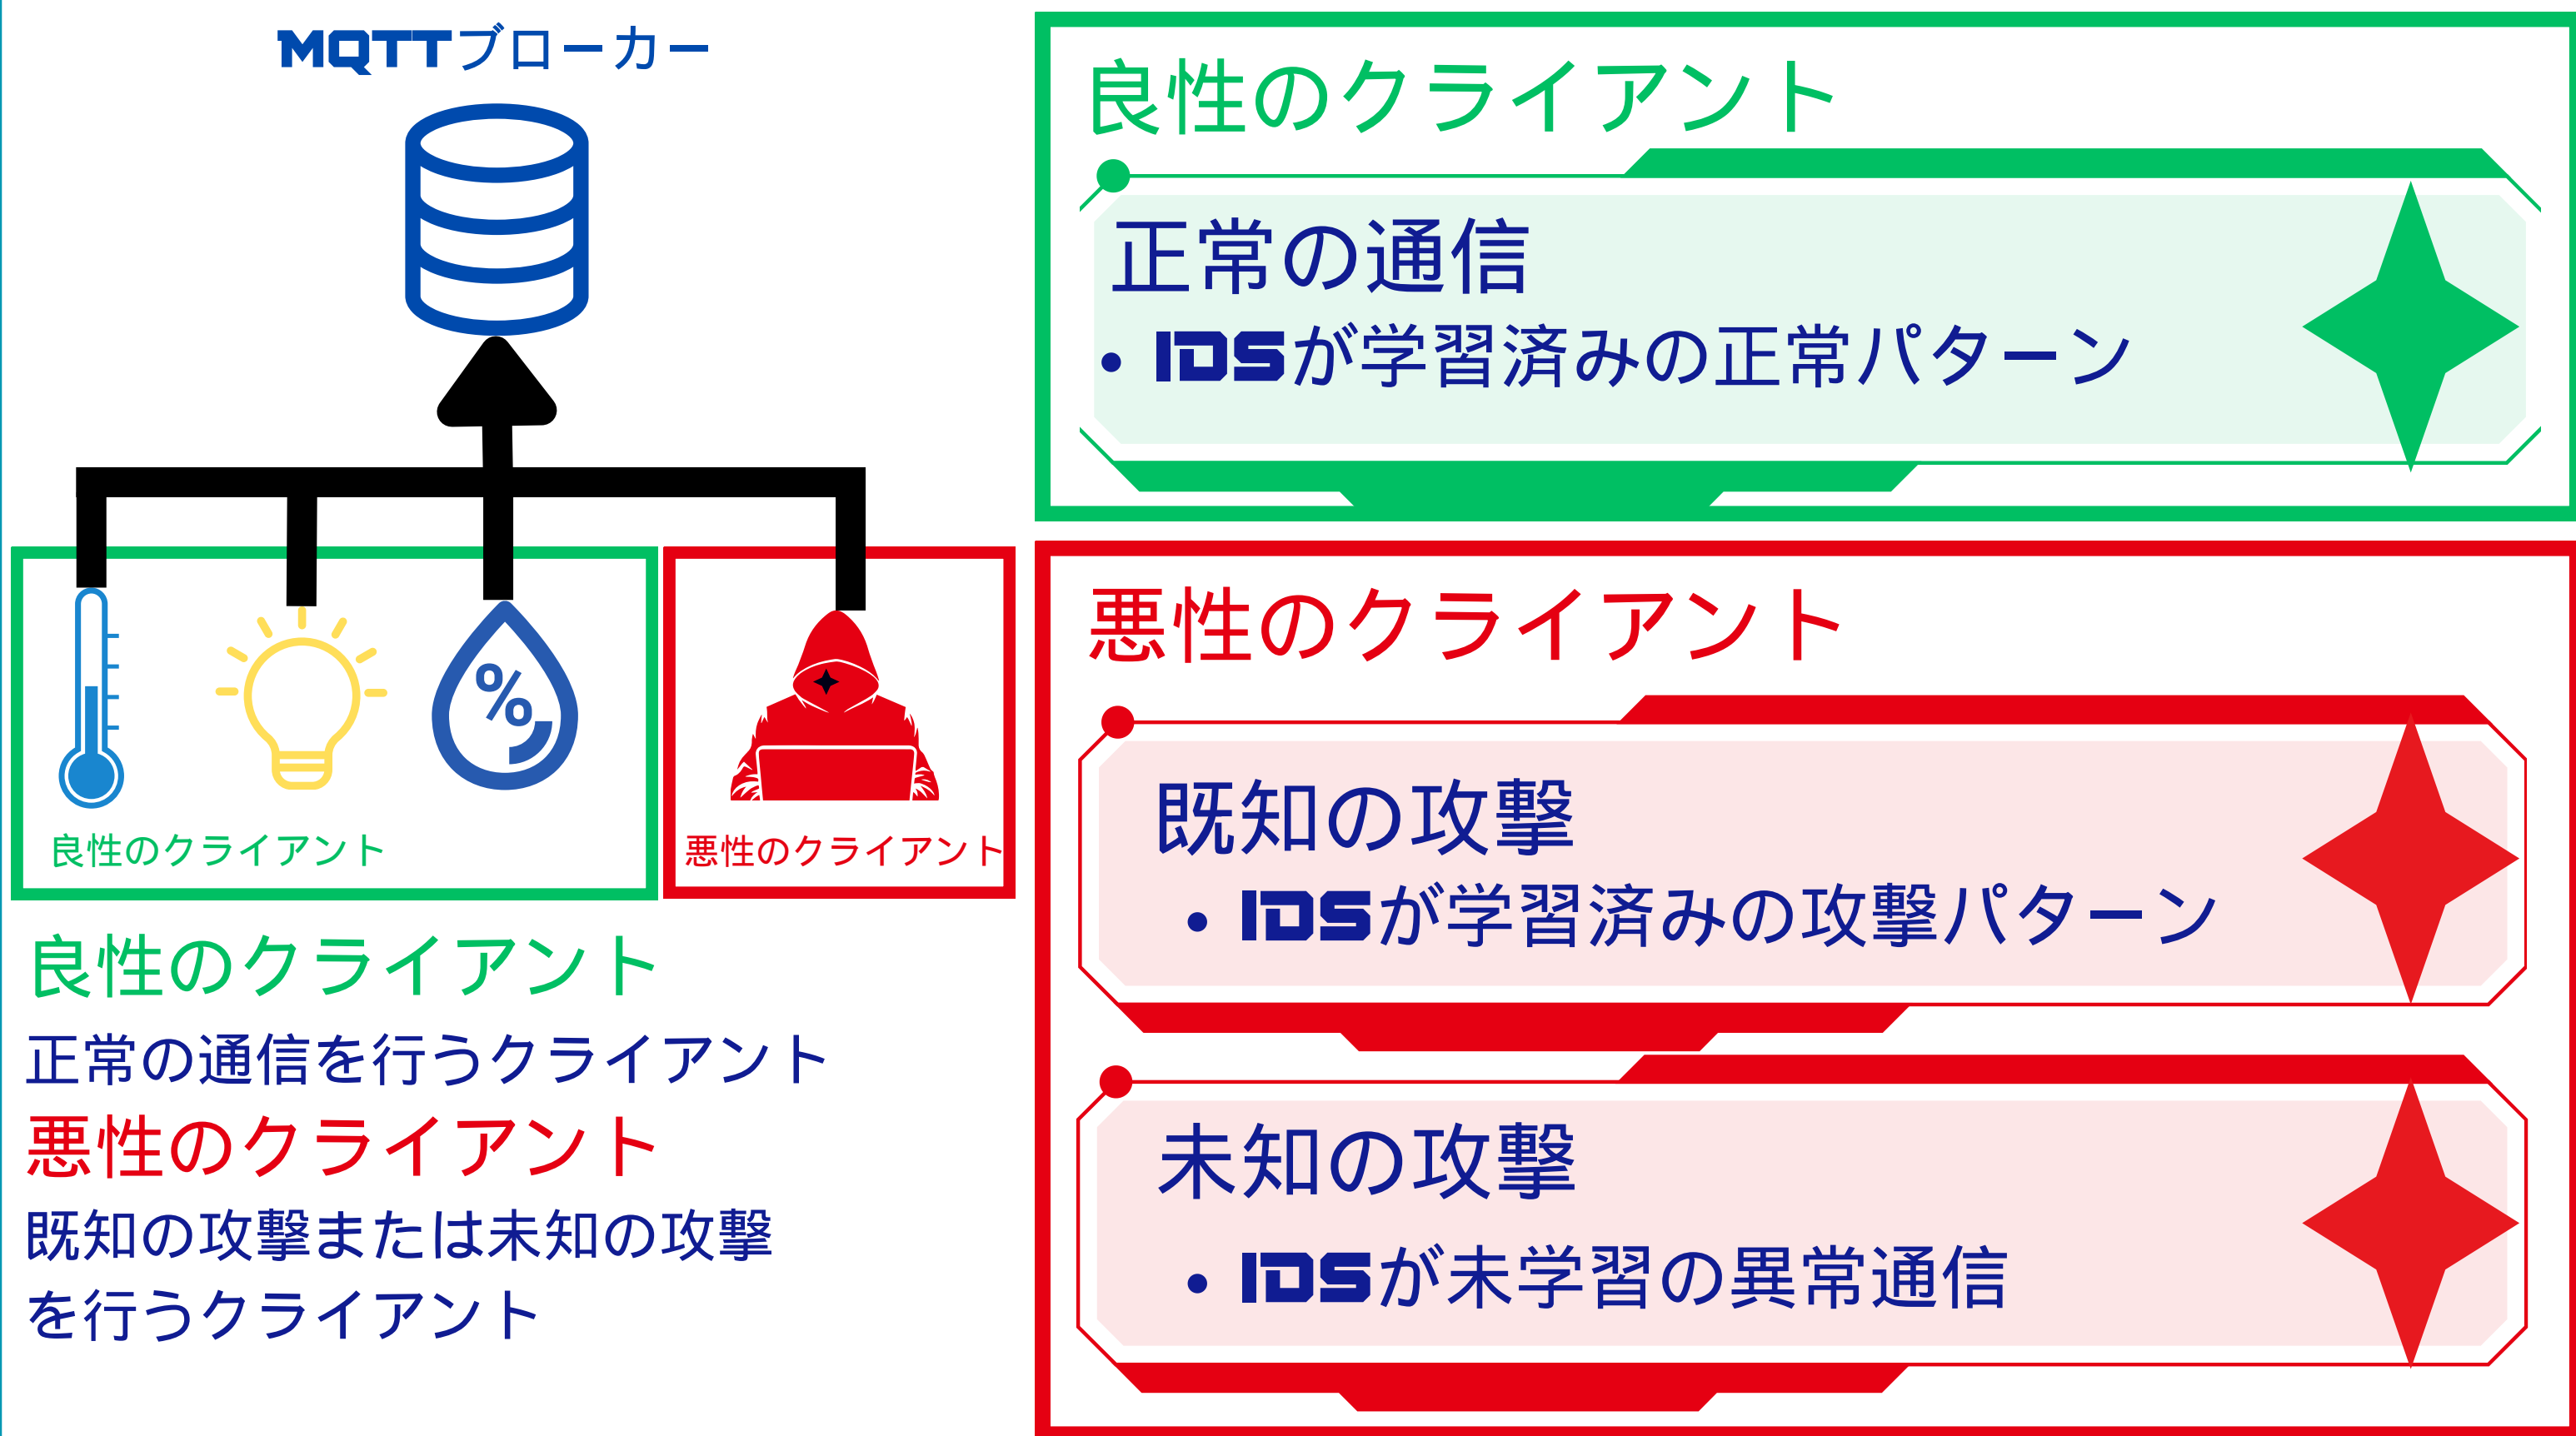 MQTTブローカー
%
良性のクライアント
悪性のクライアント
良性のクライアント
正常の通信を行うクライアント
悪性のクライアント
既知の攻撃または未知の攻撃
を行うクライアント
良性のクライアント
正常の通信
• IDSが学習済みの正常パターン
悪性のクライアント
既知の攻撃
• IDSが学習済みの攻撃パターン
未知の攻撃
• IDSが未学習の異常通信